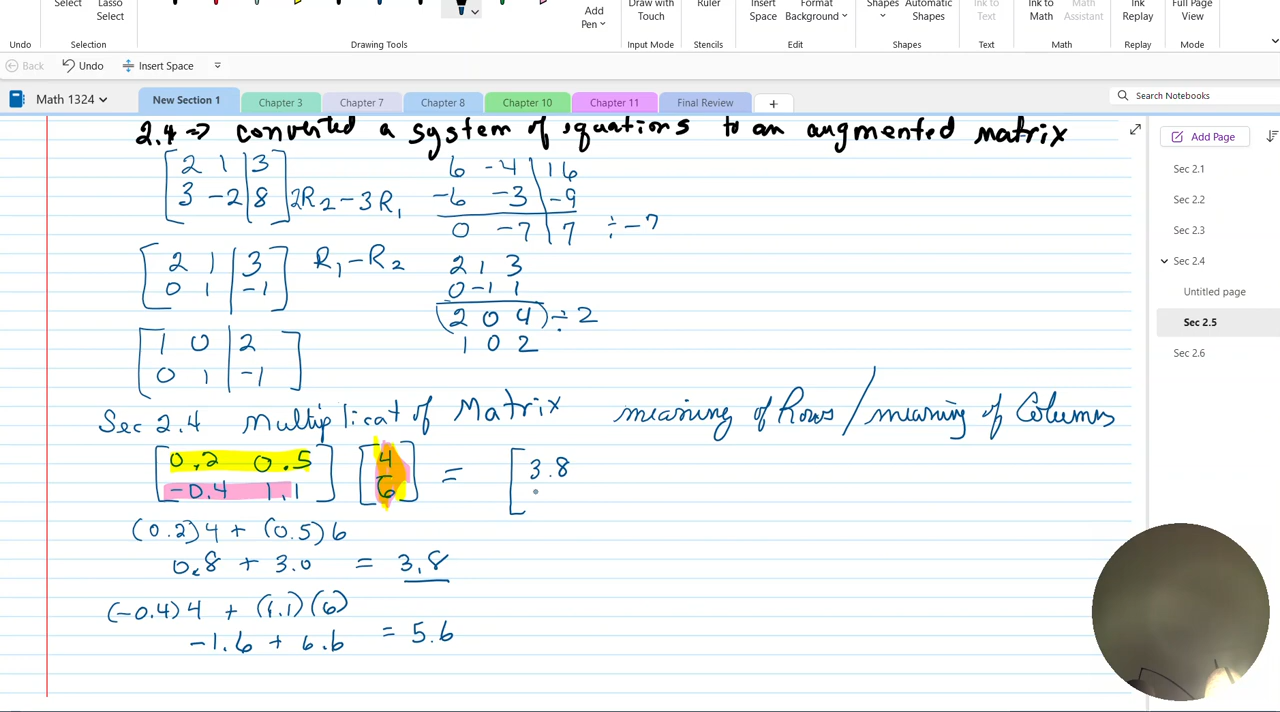 Select
Lasso
Select
Add
Pen
Draw with
Touch
Ruler
Insert
Space
Format
Background
Shapes
Automatic
Shapes
Ink to
Text
Ink to
Math
Math
Assistant
Ink
Replay
Full Page
View
Undo
Selection
Drawing Tools
Input Mode
Stencils
Edit
Shapes
Text
Math
Replay
Mode
Back Undo Insert Space
Math 1324 New Section 1 Chapter 3 Chapter 7 Chapter 8 Chapter 10 Chapter 11 Final Review + Search Notebooks
Add Page
Sec 2.1
Sec 2.2
Sec 2.3
Sec 2.4
Untitled page
Sec 2.5
Sec 2.6
2.4 => converted a system of equations to an augmented matrix
[2 1 | 3]
[3 -2 | 8] 2R2 - 3R1
6 -4 | 16
-6 -3 | -9
0 -7 | 7 ÷ -7
[2 1 | 3] R1 - R2
[0 1 | -1]
2 1 3
0 -1 1
(2 0 4) ÷ 2
1 0 2
[1 0 | 2]
[0 1 | -1]
Sec 2.4 Multiplicat of Matrix meaning of Rows / meaning of Columns
[0.2 0.5] [4] = [3.8
[-0.4 1.1] [6]
(0.2)4 + (0.5)6
0.8 + 3.0 = 3.8
(-0.4)4 + (1.1)(6)
-1.6 + 6.6 = 5.6